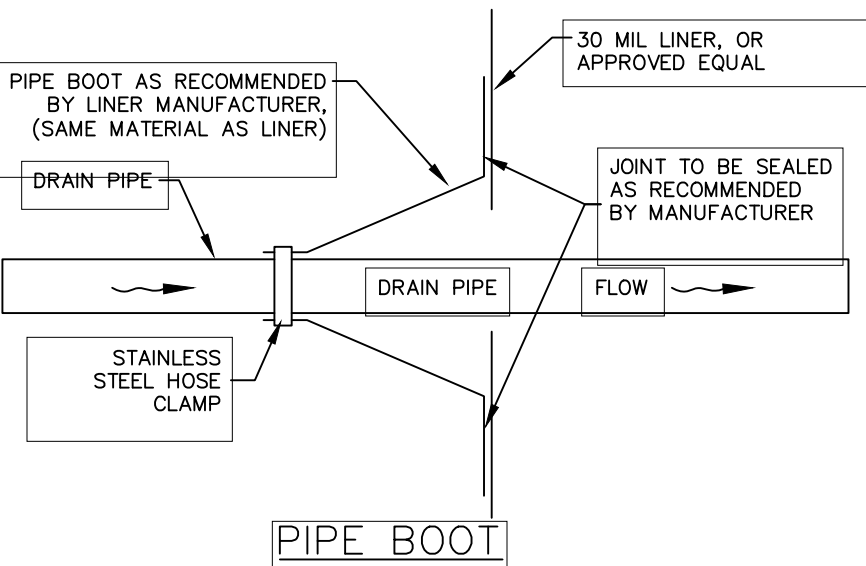 30 MIL LINER, OR
APPROVED EQUAL
PIPE BOOT AS RECOMMENDED
BY LINER MANUFACTURER,
(SAME MATERIAL AS LINER)
JOINT TO BE SEALED
AS RECOMMENDED
BY MANUFACTURER
DRAIN PIPE
DRAIN PIPE
FLOW
STAINLESS
STEEL HOSE
CLAMP
PIPE BOOT